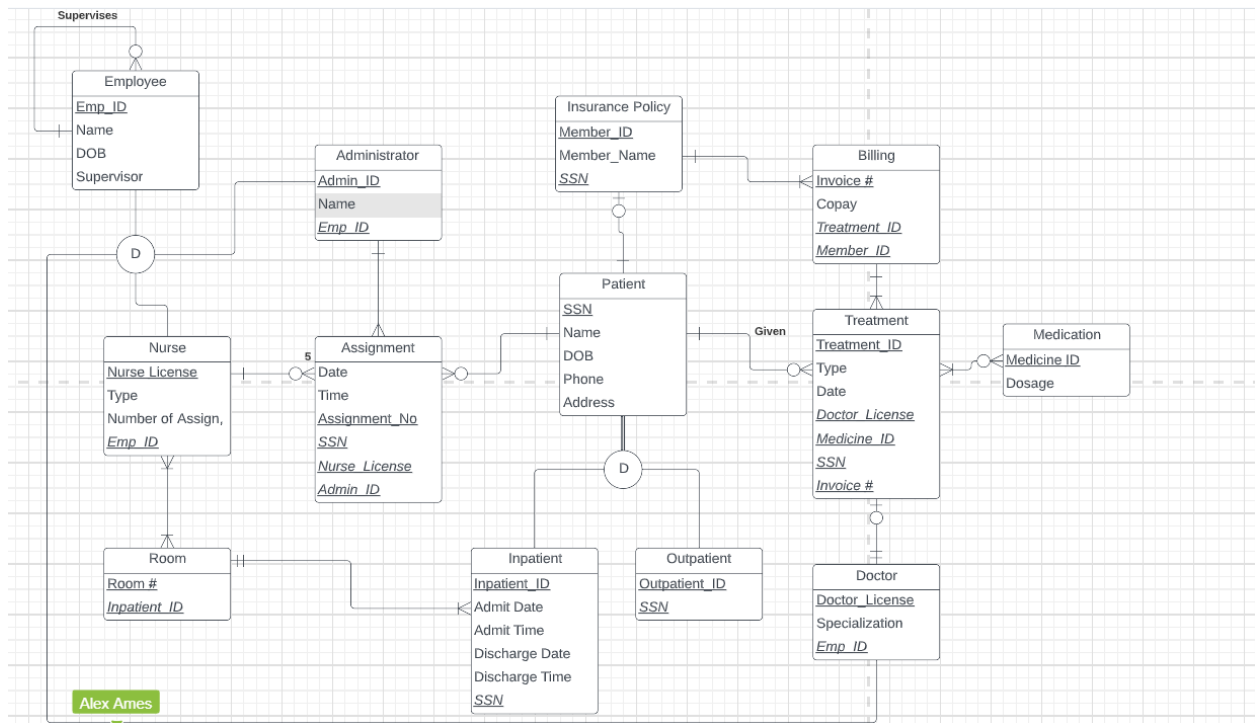 Supervises
Employee
Emp_ID
Name
DOB
Supervisor
D
Administrator
Admin_ID
Name
Emp_ID
Insurance Policy
Member_ID
Member_Name
SSN
Billing
Invoice #
Copay
Treatment_ID
Member_ID
Patient
SSN
Name
DOB
Phone
Address
Given
Treatment
Treatment_ID
Type
Date
Doctor_License
Medicine_ID
SSN
Invoice #
Medication
Medicine ID
Dosage
Nurse
Nurse License
Type
Number of Assign,
Emp_ID
5
Assignment
Date
Time
Assignment_No
SSN
Nurse_License
Admin_ID
D
Room
Room #
Inpatient_ID
Inpatient
Inpatient_ID
Admit Date
Admit Time
Discharge Date
Discharge Time
SSN
Outpatient
Outpatient_ID
SSN
Doctor
Doctor_License
Specialization
Emp_ID
Alex Ames